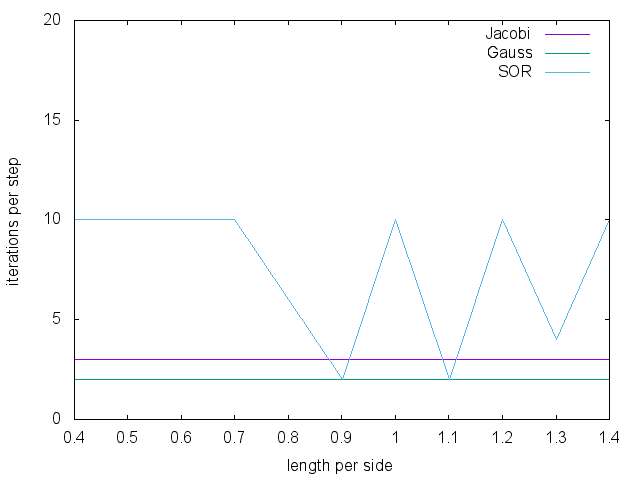 20
15
10
5
0
iterations per step
Jacobi
Gauss
SOR
0.4 0.5 0.6 0.7 0.8 0.9 1 1.1 1.2 1.3 1.4
length per side